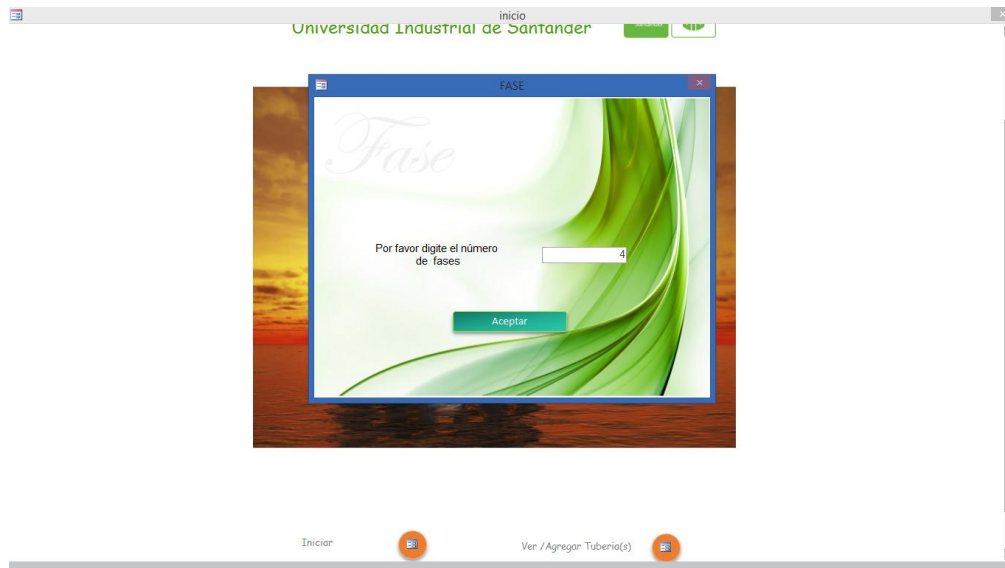 inicio
Universidad Industrial de Santander
FASE
Fase
Por favor digite el número
de fases
4
Aceptar
Iniciar
Ver /Agregar Tuberia(s)